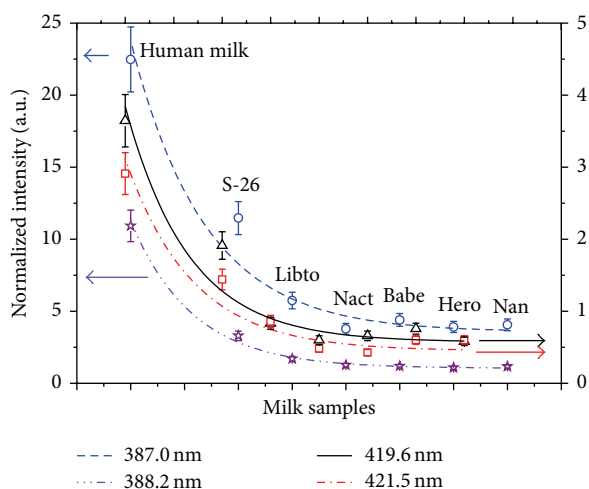 25
20
15
10
5
0
Normalized intensity (a.u.)
5
4
3
2
1
0
Human milk
S-26
Libto
Nact
Babe
Hero
Nan
Milk samples
387.0 nm
388.2 nm
419.6 nm
421.5 nm